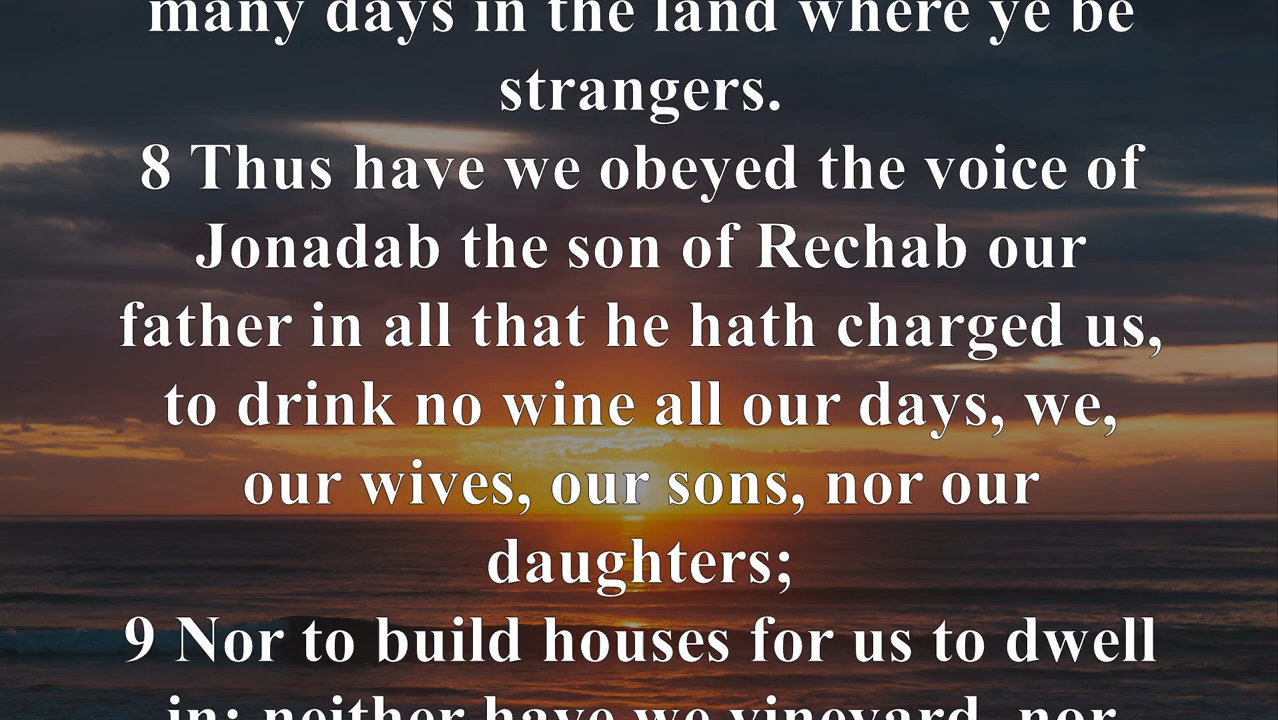 many days in the land where ye be
strangers.
8 Thus have we obeyed the voice of
Jonadab the son of Rechab our
father in all that he hath charged us,
to drink no wine all our days, we,
our wives, our sons, nor our
daughters;
9 Nor to build houses for us to dwell
in: neither have we vineyard, nor